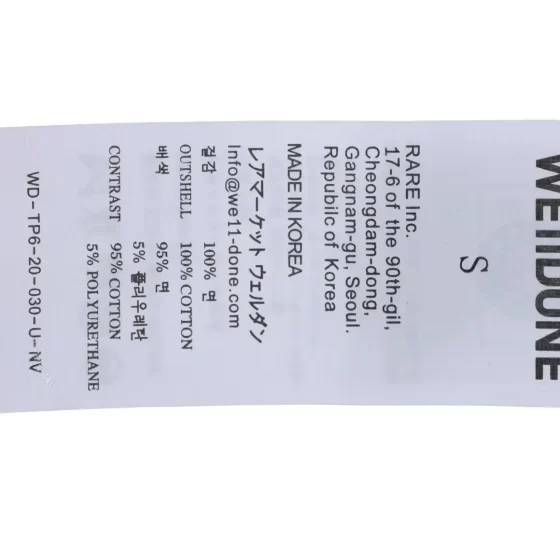 WE11DONE
S
RARE Inc.
17-6 of the 90th-gil,
Cheongdam-dong,
Gangnam-gu, Seoul.
Repubilc of Korea
MADE IN KOREA
レアマーケット ウェルダン
Info@we11-done.com
겉감 100% 면
OUTSHELL 100% COTTON
배색 95% 면
5% 폴리우레탄
CONTRAST 95% COTTON
5% POLYURETHANE
WD-TP6-20-030-U-NV